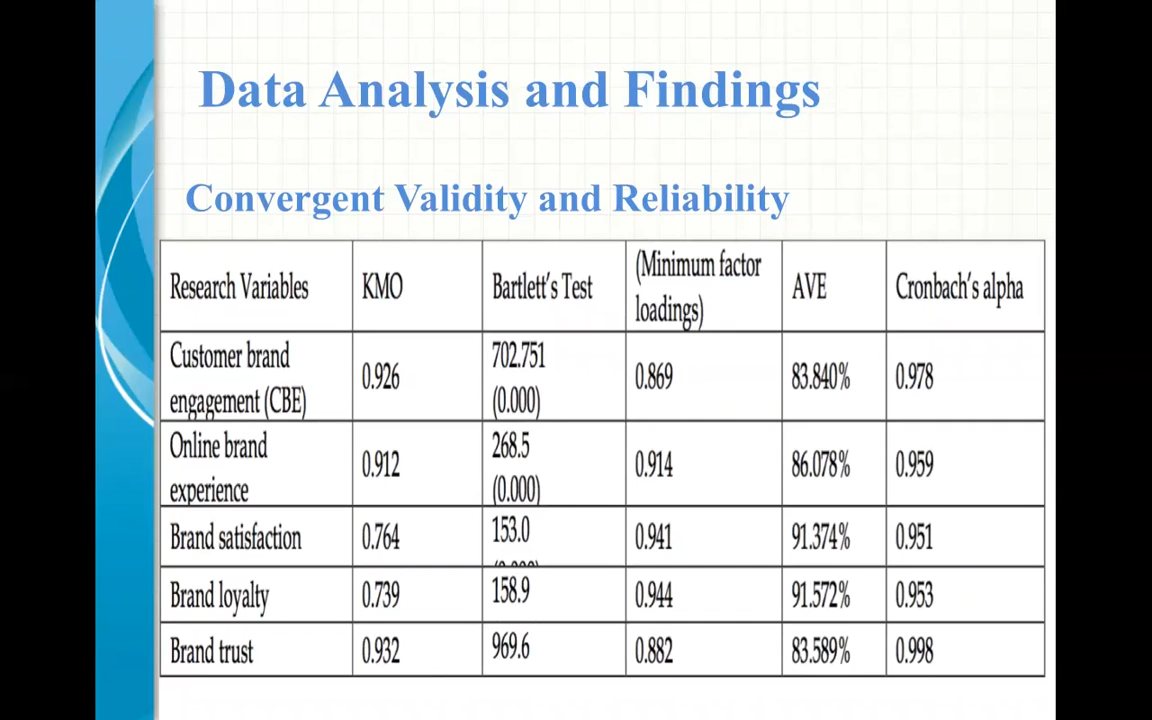 Data Analysis and Findings
Convergent Validity and Reliability
Research Variables KMO Bartlett's Test (Minimum factor loadings) AVE Cronbach's alpha
Customer brand engagement (CBE) 0.926 702.751 (0.000) 0.869 83.840% 0.978
Online brand experience 0.912 268.5 (0.000) 0.914 86.078% 0.959
Brand satisfaction 0.764 153.0 0.941 91.374% 0.951
Brand loyalty 0.739 158.9 0.944 91.572% 0.953
Brand trust 0.932 969.6 0.882 83.589% 0.998